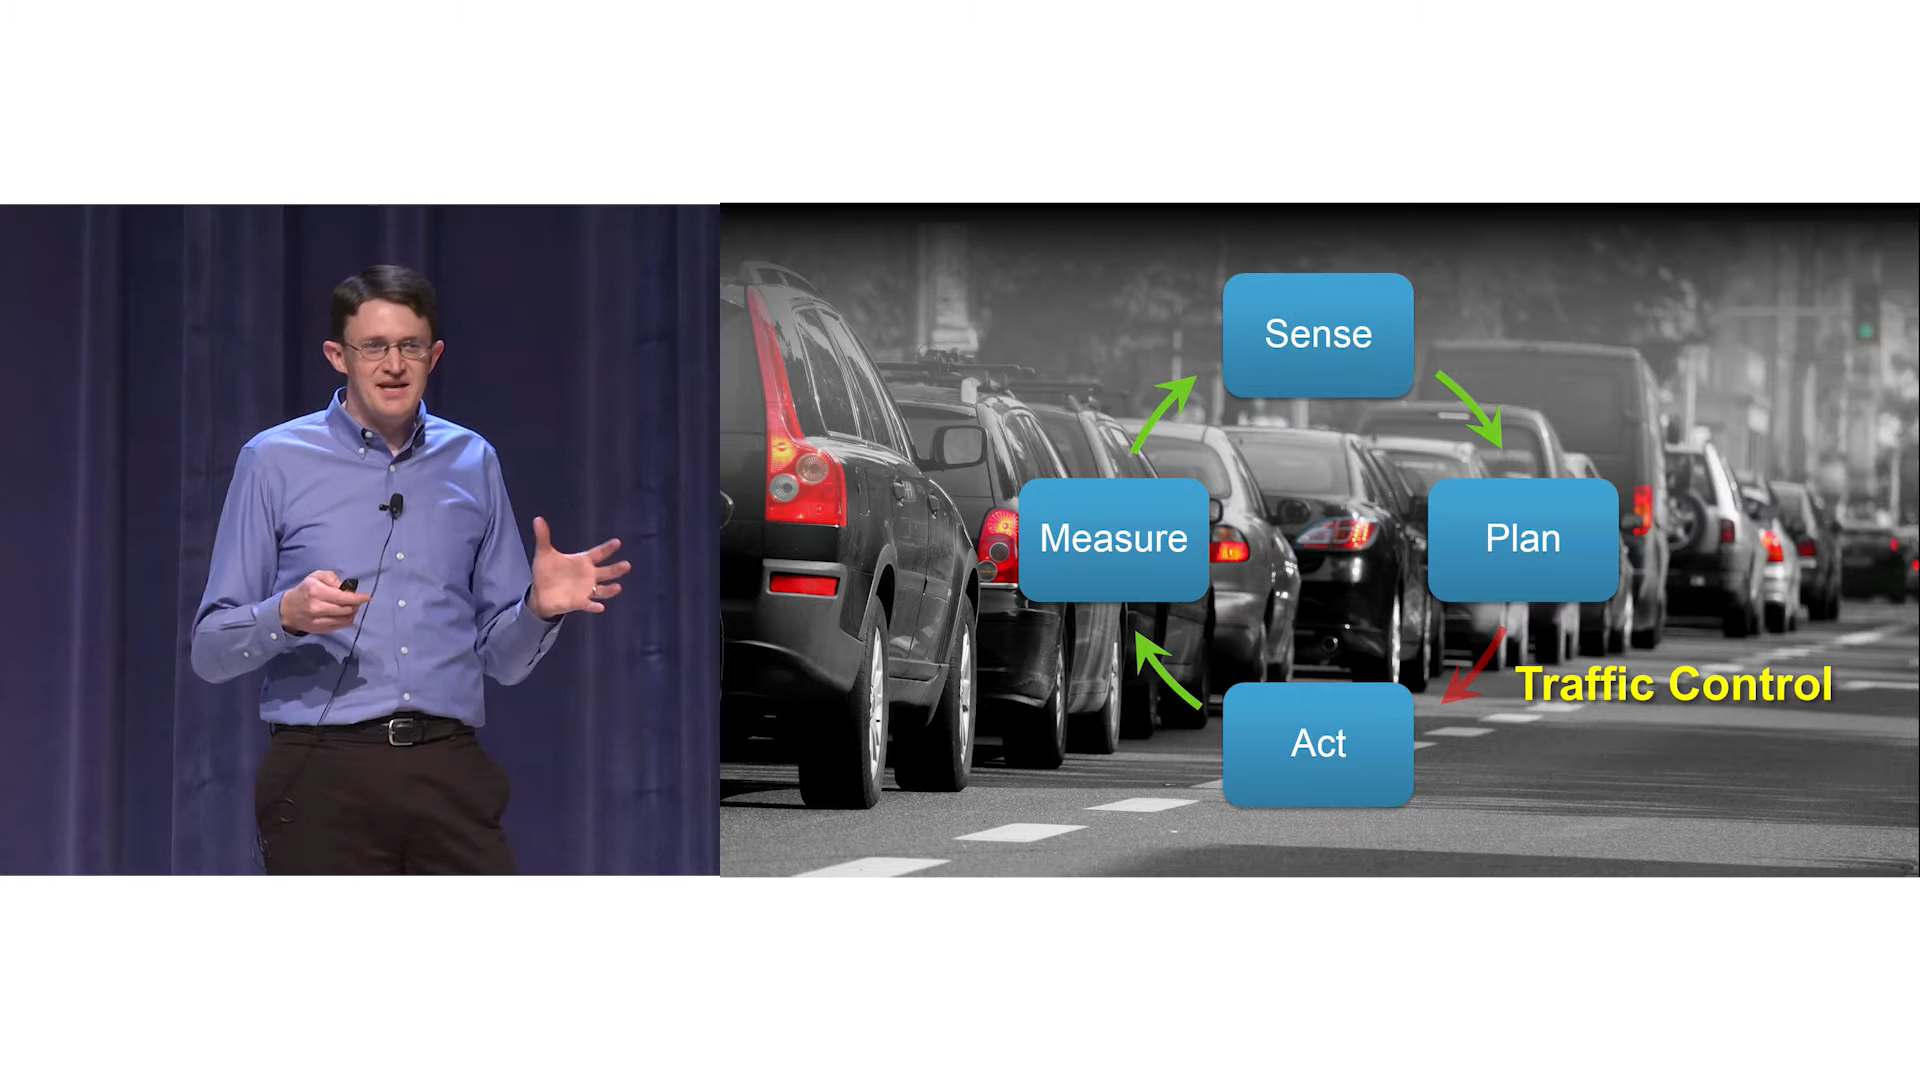 Sense
Measure
Plan
Traffic Control
Act